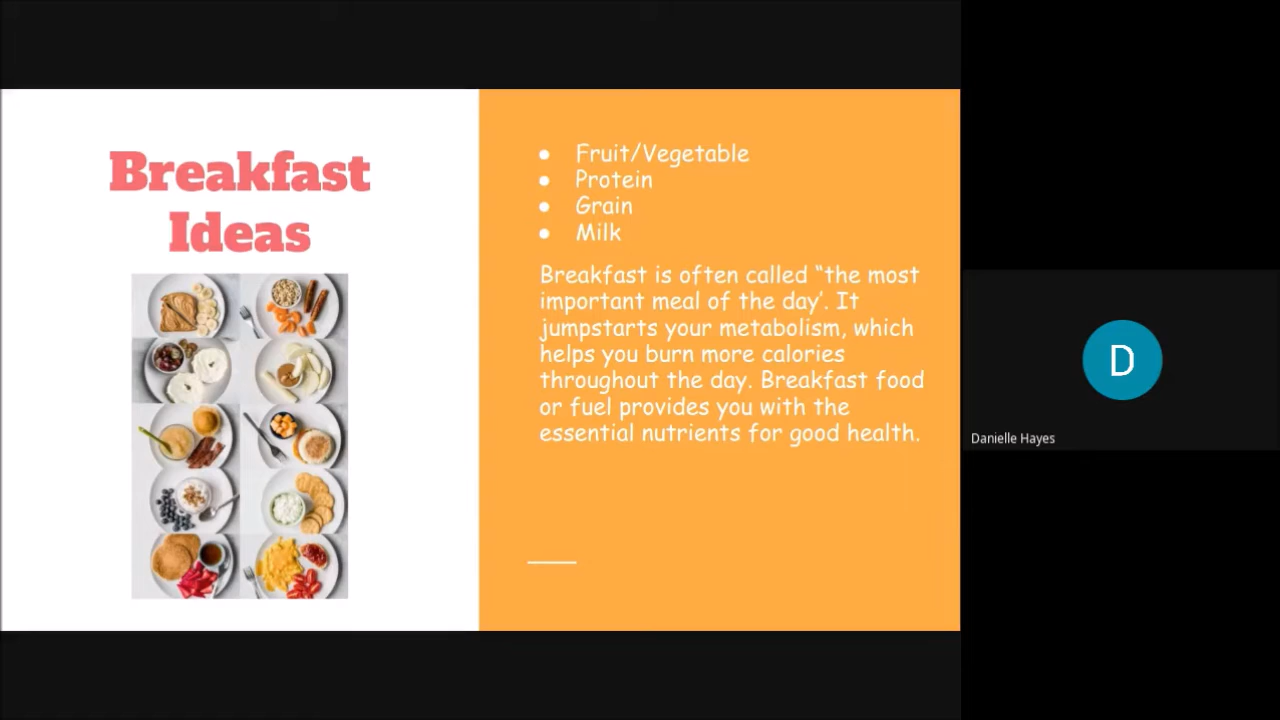 Breakfast
Ideas
● Fruit/Vegetable
● Protein
● Grain
● Milk
Breakfast is often called “the most
important meal of the day’. It
jumpstarts your metabolism, which
helps you burn more calories
throughout the day. Breakfast food
or fuel provides you with the
essential nutrients for good health.
D
Danielle Hayes